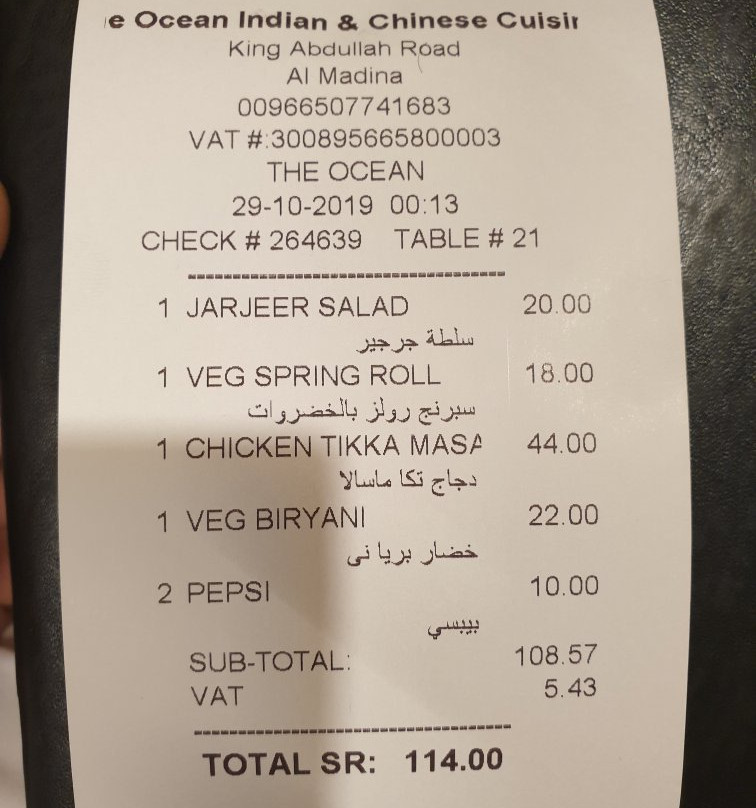 e Ocean Indian & Chinese Cuisir
King Abdullah Road
Al Madina
00966507741683
VAT #:300895665800003
THE OCEAN
29-10-2019 00:13
CHECK # 264639 TABLE # 21
------------------------------------
1 JARJEER SALAD 20.00
سلطة جرجير
1 VEG SPRING ROLL 18.00
سبرنج رولز بالخضروات
1 CHICKEN TIKKA MASA 44.00
دجاج تكا ماسالا
1 VEG BIRYANI 22.00
خضار بريا نى
2 PEPSI 10.00
بيبسي
SUB-TOTAL: 108.57
VAT 5.43
------------------------------------
TOTAL SR: 114.00